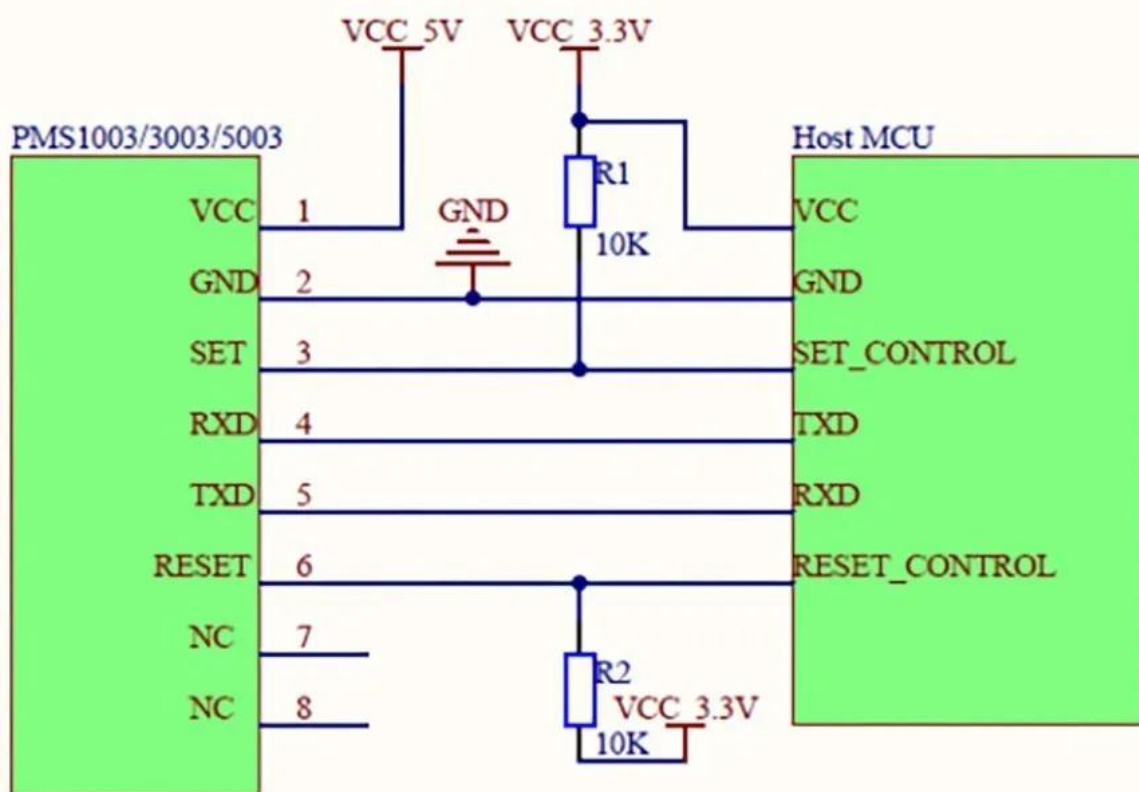 VCC_5V
VCC_3.3V
PMS1003/3003/5003
Host MCU
R1
VCC 1
GND
VCC
10K
GND 2
GND
SET 3
SET_CONTROL
RXD 4
TXD
TXD 5
RXD
RESET 6
RESET_CONTROL
NC 7
R2
NC 8
VCC_3.3V
10K